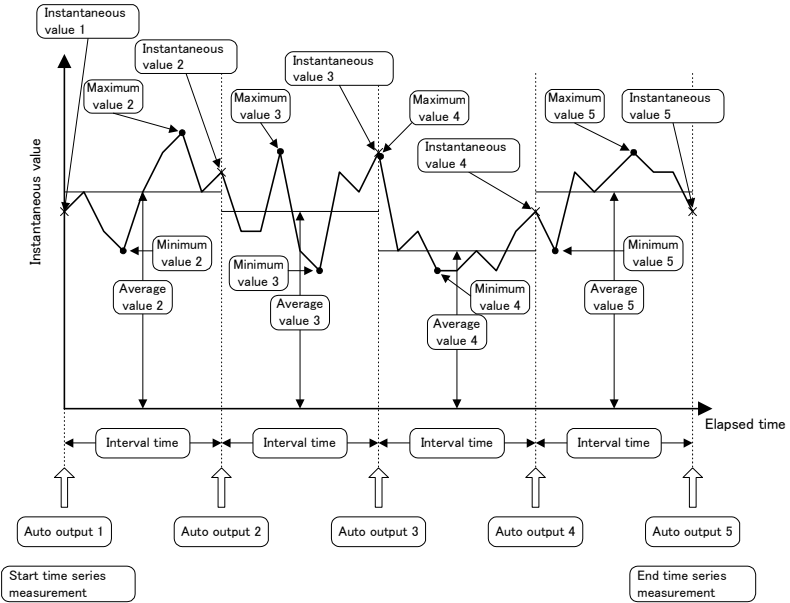 Instantaneous
value 1
Instantaneous
value 2
Instantaneous
value 3
Maximum
value 2
Maximum
value 3
Maximum
value 4
Maximum
value 5
Instantaneous
value 5
Instantaneous
value 4
Instantaneous value
Minimum
value 2
Minimum
value 3
Minimum
value 4
Minimum
value 5
Average
value 2
Average
value 3
Average
value 4
Average
value 5
Elapsed time
Interval time
Interval time
Interval time
Interval time
Auto output 1
Auto output 2
Auto output 3
Auto output 4
Auto output 5
Start time series
measurement
End time series
measurement